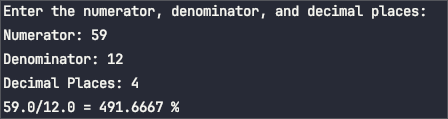 Enter the numerator, denominator, and decimal places:
Numerator: 59
Denominator: 12
Decimal Places: 4
59.0/12.0 = 491.6667 %